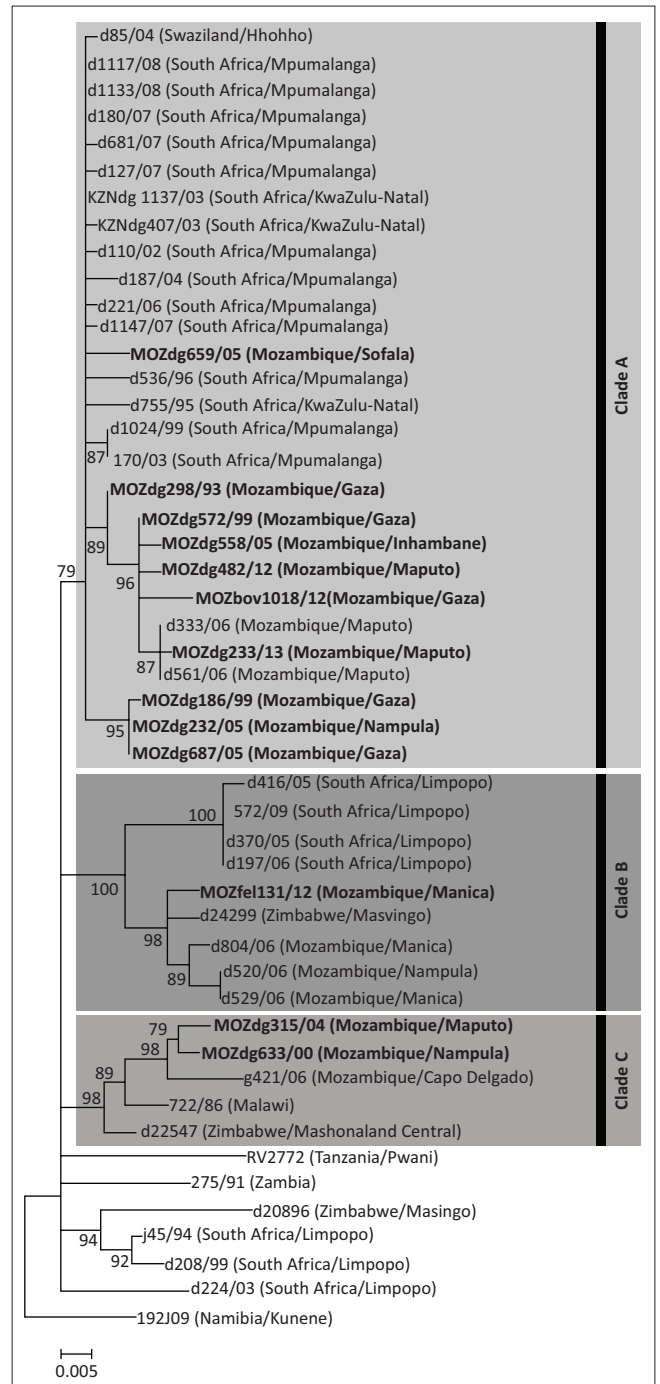 d85/04 (Swaziland/Hhohho)
d1117/08 (South Africa/Mpumalanga)
d1133/08 (South Africa/Mpumalanga)
d180/07 (South Africa/Mpumalanga)
d681/07 (South Africa/Mpumalanga)
d127/07 (South Africa/Mpumalanga)
KZNdg 1137/03 (South Africa/KwaZulu-Natal)
KZNdg407/03 (South Africa/KwaZulu-Natal)
d110/02 (South Africa/Mpumalanga)
d187/04 (South Africa/Mpumalanga)
d221/06 (South Africa/Mpumalanga)
d1147/07 (South Africa/Mpumalanga)
MOZdg659/05 (Mozambique/Sofala)
d536/96 (South Africa/Mpumalanga)
d755/95 (South Africa/KwaZulu-Natal)
d1024/99 (South Africa/Mpumalanga)
87
170/03 (South Africa/Mpumalanga)
MOZdg298/93 (Mozambique/Gaza)
MOZdg572/99 (Mozambique/Gaza)
89
MOZdg558/05 (Mozambique/Inhambane)
79
MOZdg482/12 (Mozambique/Maputo)
96
MOZbov1018/12(Mozambique/Gaza)
d333/06 (Mozambique/Maputo)
MOZdg233/13 (Mozambique/Maputo)
87
d561/06 (Mozambique/Maputo)
MOZdg186/99 (Mozambique/Gaza)
95
MOZdg232/05 (Mozambique/Nampula)
MOZdg687/05 (Mozambique/Gaza)
Clade A
d416/05 (South Africa/Limpopo)
100
572/09 (South Africa/Limpopo)
d370/05 (South Africa/Limpopo)
d197/06 (South Africa/Limpopo)
100
MOZfel131/12 (Mozambique/Manica)
d24299 (Zimbabwe/Masvingo)
98
d804/06 (Mozambique/Manica)
89
d520/06 (Mozambique/Nampula)
d529/06 (Mozambique/Manica)
Clade B
79
MOZdg315/04 (Mozambique/Maputo)
98
MOZdg633/00 (Mozambique/Nampula)
89
g421/06 (Mozambique/Capo Delgado)
98
722/86 (Malawi)
d22547 (Zimbabwe/Mashonaland Central)
Clade C
RV2772 (Tanzania/Pwani)
275/91 (Zambia)
d20896 (Zimbabwe/Masingo)
94
j45/94 (South Africa/Limpopo)
92
d208/99 (South Africa/Limpopo)
d224/03 (South Africa/Limpopo)
192J09 (Namibia/Kunene)
0.005